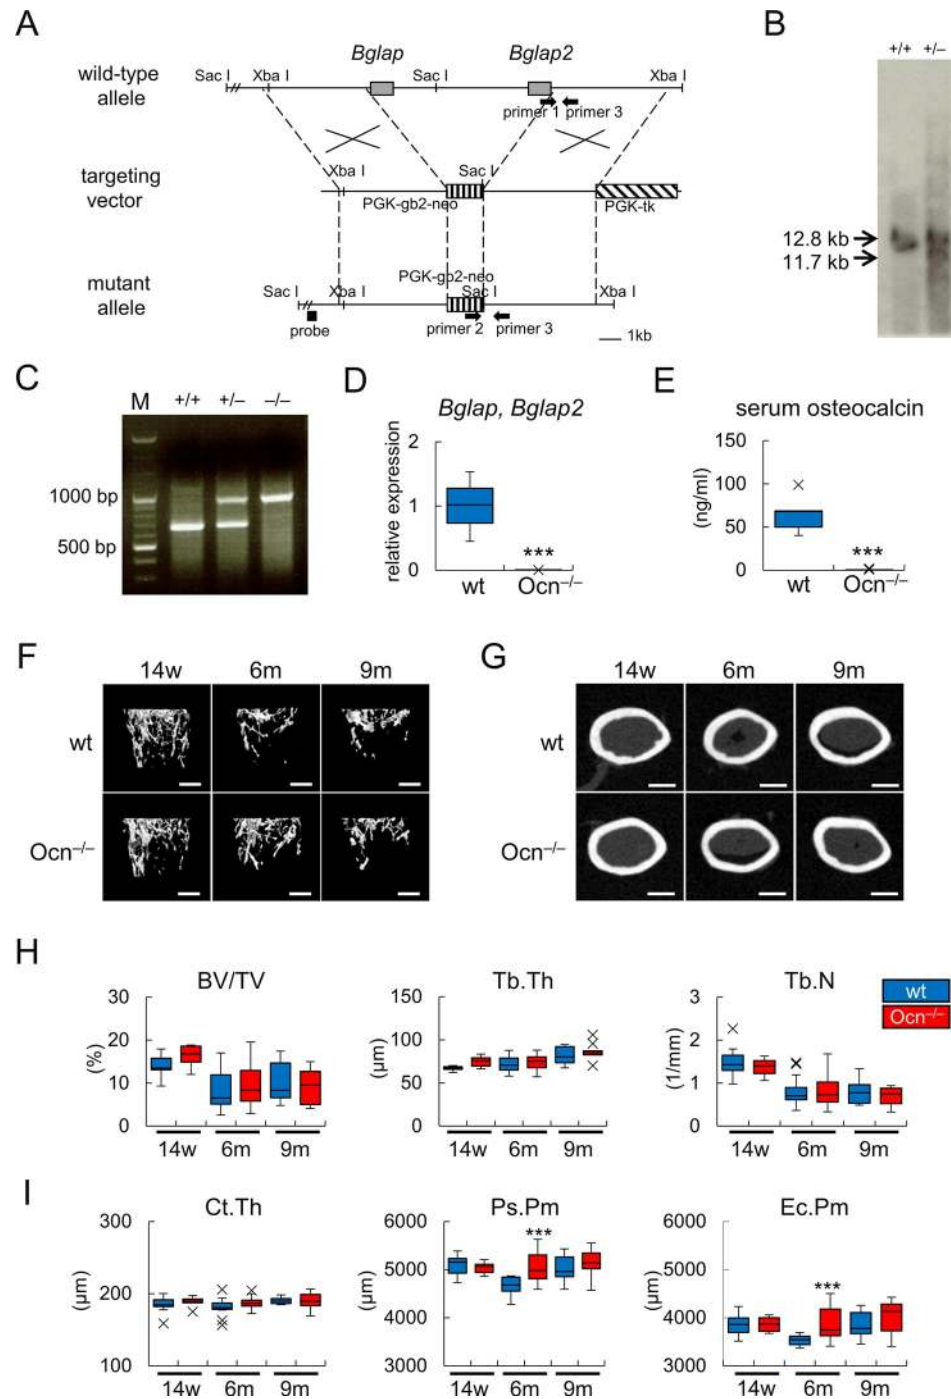 A
Bglap Bglap2
wild-type allele
Sac I Xba I Sac I Xba I
primer 1 primer 3
targeting vector
Xba I Sac I
PGK-gb2-neo PGK-tk
mutant allele
PGK-gb2-neo
Sac I Xba I Sac I Xba I
probe primer 2 primer 3 1kb
B
+/+ +/–
12.8 kb
11.7 kb
C
M +/+ +/– –/–
1000 bp
500 bp
D
Bglap, Bglap2
relative expression
2
1
0
***
wt Ocn–/–
E
serum osteocalcin
(ng/ml)
150
100
50
0
***
wt Ocn–/–
F
14w 6m 9m
wt
Ocn–/–
G
14w 6m 9m
wt
Ocn–/–
H
BV/TV
(%)
30
20
10
0
14w 6m 9m
Tb.Th
(µm)
150
100
50
0
14w 6m 9m
Tb.N
(1/mm)
3
2
1
0
14w 6m 9m
wt
Ocn–/–
I
Ct.Th
(µm)
300
200
100
14w 6m 9m
Ps.Pm
(µm)
6000
5000
4000
3000
***
14w 6m 9m
Ec.Pm
(µm)
6000
5000
4000
3000
***
14w 6m 9m